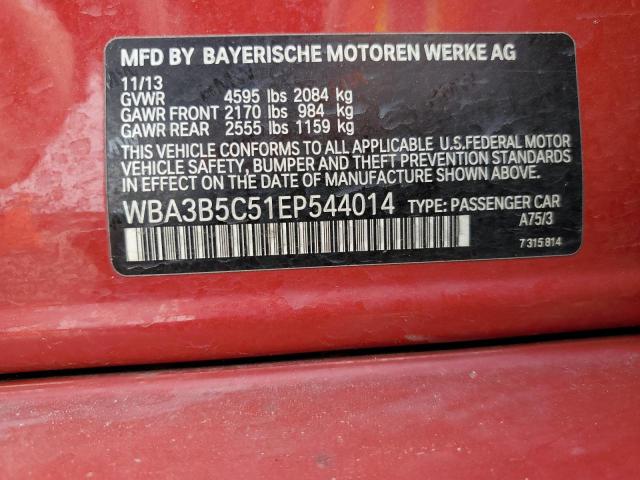 MFD BY BAYERISCHE MOTOREN WERKE AG
11/13
GVWR 4595 lbs 2084 kg
GAWR FRONT 2170 lbs 984 kg
GAWR REAR 2555 lbs 1159 kg
THIS VEHICLE CONFORMS TO ALL APPLICABLE U.S.FEDERAL MOTOR
VEHICLE SAFETY, BUMPER AND THEFT PREVENTION STANDARDS
IN EFFECT ON THE DATE OF MANUFACTURE SHOWN ABOVE.
WBA3B5C51EP544014 TYPE: PASSENGER CAR
A75/3
7 315 814